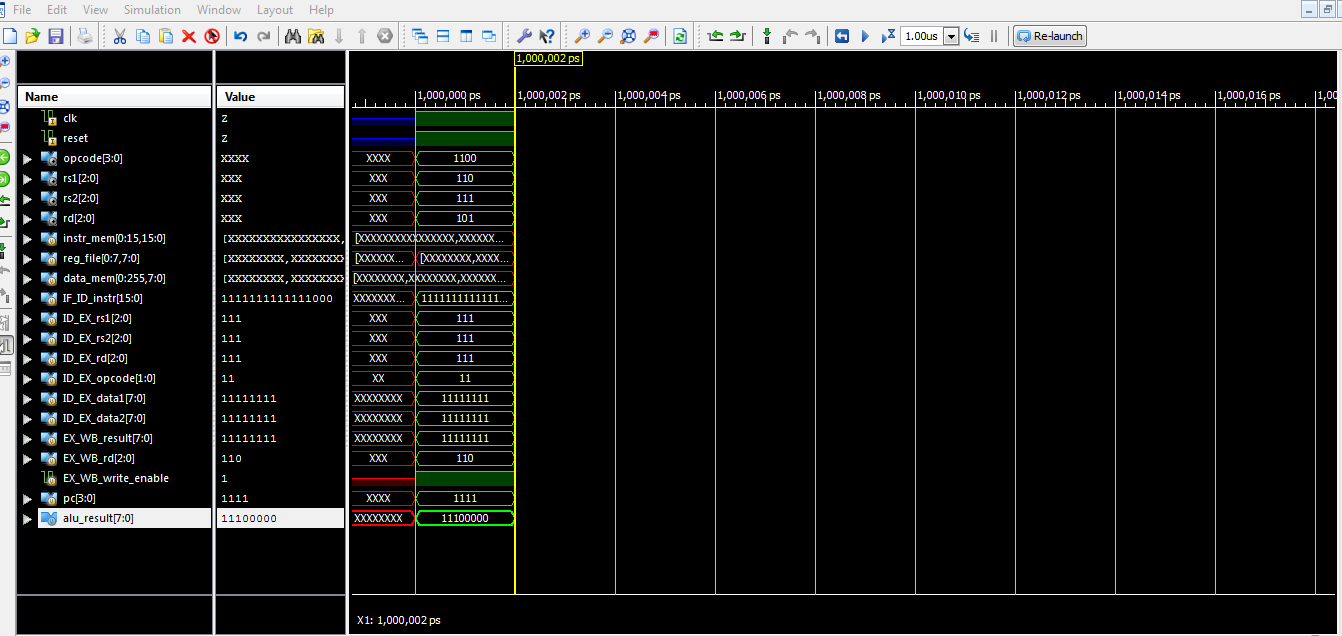 File Edit View Simulation Window Layout Help
1.00us Re-launch
1,000,002 ps
Name Value 1,000,000 ps 1,000,002 ps 1,000,004 ps 1,000,006 ps 1,000,008 ps 1,000,010 ps 1,000,012 ps 1,000,014 ps 1,000,016 ps 1,00
clk Z
reset Z
opcode[3:0] XXXX XXXX 1100
rs1[2:0] XXX XXX 110
rs2[2:0] XXX XXX 111
rd[2:0] XXX XXX 101
instr_mem[0:15,15:0] [XXXXXXXXXXXXXXXX, [XXXXXXXXXXXXXXXX,XXXXXX...
reg_file[0:7,7:0] [XXXXXXXX,XXXXXXXX [XXXXXX... [XXXXXXXX,XXXX...
data_mem[0:255,7:0] [XXXXXXXX,XXXXXXXX [XXXXXXXX,XXXXXXXX,XXXXXX...
IF_ID_instr[15:0] 1111111111111000 XXXXXXX... 1111111111111...
ID_EX_rs1[2:0] 111 XXX 111
ID_EX_rs2[2:0] 111 XXX 111
ID_EX_rd[2:0] 111 XXX 111
ID_EX_opcode[1:0] 11 XX 11
ID_EX_data1[7:0] 11111111 XXXXXXXX 11111111
ID_EX_data2[7:0] 11111111 XXXXXXXX 11111111
EX_WB_result[7:0] 11111111 XXXXXXXX 11111111
EX_WB_rd[2:0] 110 XXX 110
EX_WB_write_enable 1
pc[3:0] 1111 XXXX 1111
alu_result[7:0] 11100000 XXXXXXXX 11100000
X1: 1,000,002 ps